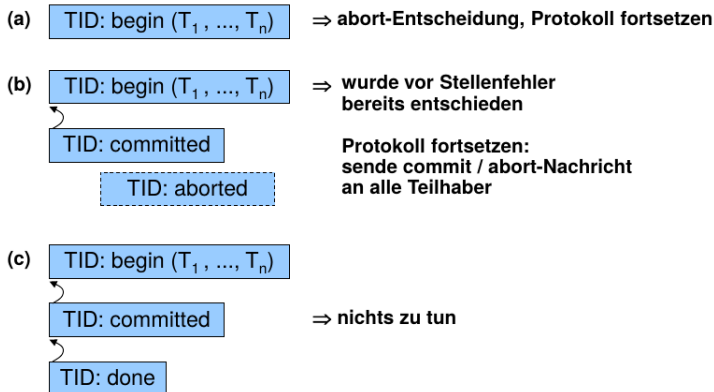 (a) TID: begin (T1 , ..., Tn) ⇒ abort-Entscheidung, Protokoll fortsetzen
(b) TID: begin (T1 , ..., Tn) ⇒ wurde vor Stellenfehler
bereits entschieden
TID: committed
Protokoll fortsetzen:
sende commit / abort-Nachricht
TID: aborted
an alle Teilhaber
(c) TID: begin (T1 , ..., Tn)
TID: committed ⇒ nichts zu tun
TID: done